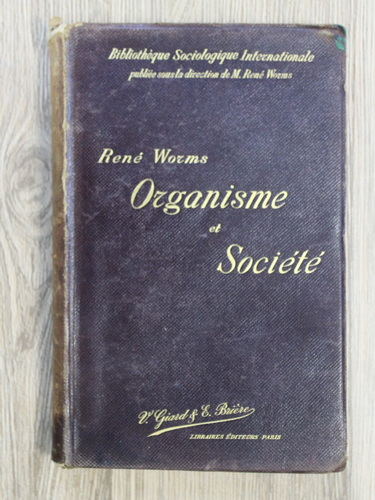 Bibliothèque Sociologique Internationale
publiée sous la direction de M. René Worms
René Worms
Organisme
et
Société
V. Giard & E. Brière
LIBRAIRES ÉDITEURS-PARIS